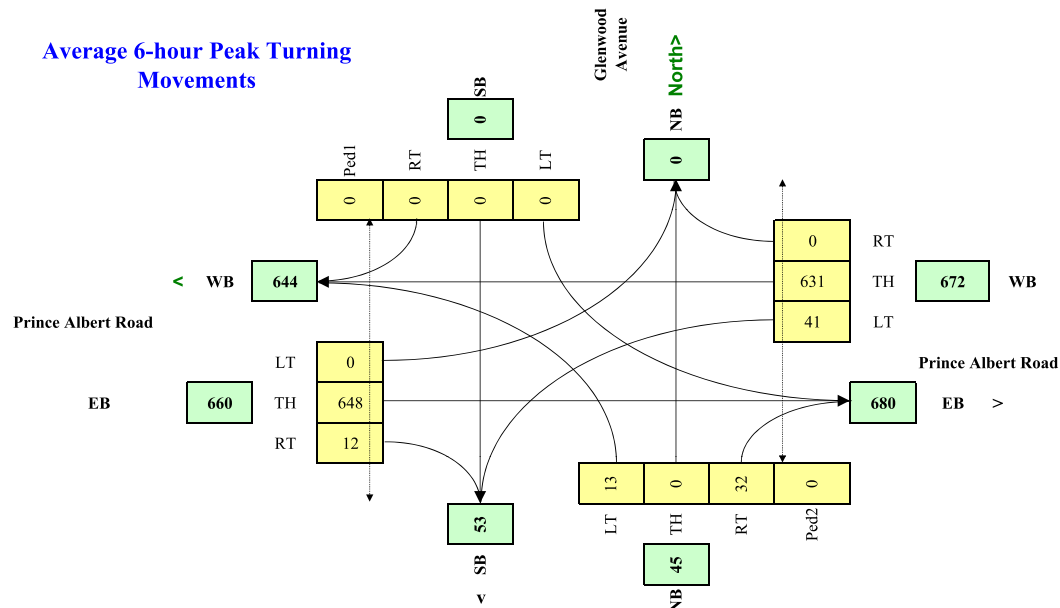 Average 6-hour Peak Turning
Movements
Glenwood
Avenue
North>
SB
0
NB
0
Ped1
RT
TH
LT
0
0
0
0
0
RT
< WB 644
631
TH
672
WB
41
LT
Prince Albert Road
LT
0
Prince Albert Road
EB
660
TH
648
680
EB >
RT
12
13
0
32
0
53
LT
TH
RT
Ped2
SB
45
v
NB